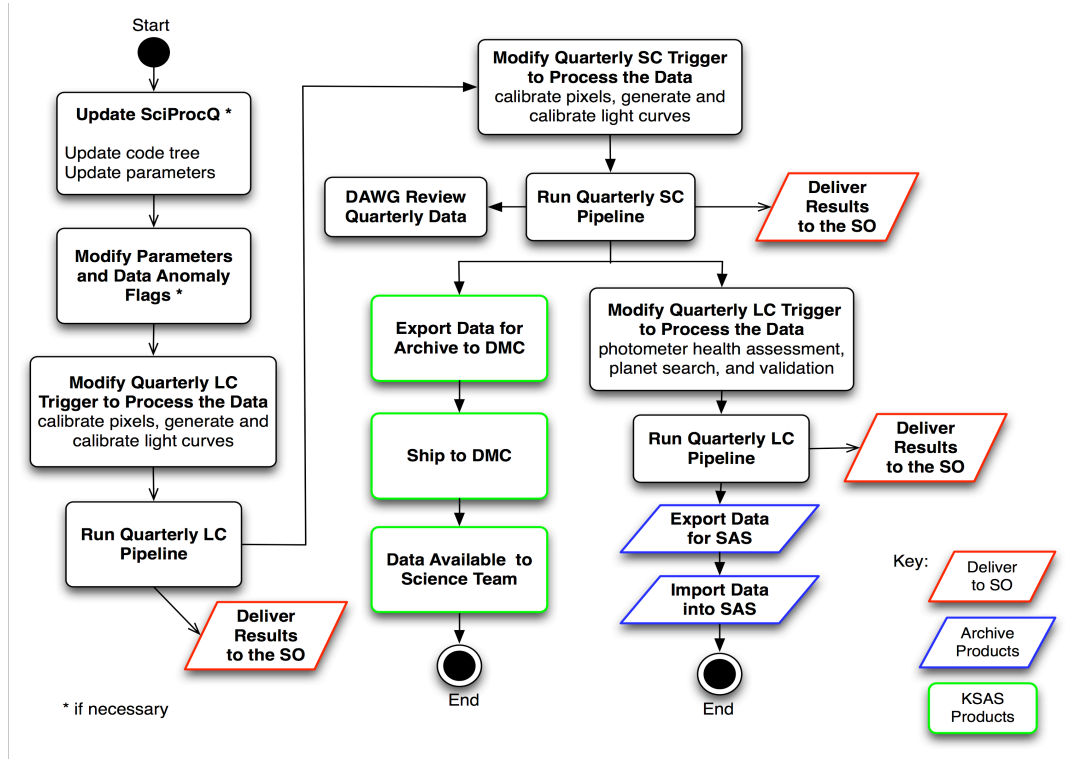 Start
Update SciProcQ *
Update code tree
Update parameters
Modify Parameters
and Data Anomaly
Flags *
Modify Quarterly LC
Trigger to Process the Data
calibrate pixels, generate and
calibrate light curves
Run Quarterly LC
Pipeline
Deliver
Results
to the SO
* if necessary
Modify Quarterly SC Trigger
to Process the Data
calibrate pixels, generate and
calibrate light curves
DAWG Review
Quarterly Data
Run Quarterly SC
Pipeline
Deliver
Results
to the SO
Export Data for
Archive to DMC
Ship to DMC
Data Available to
Science Team
End
Modify Quarterly LC Trigger
to Process the Data
photometer health assessment,
planet search, and validation
Run Quarterly LC
Pipeline
Deliver
Results
to the SO
Export Data
for SAS
Import Data
into SAS
End
Key:
Deliver
to SO
Archive
Products
KSAS
Products